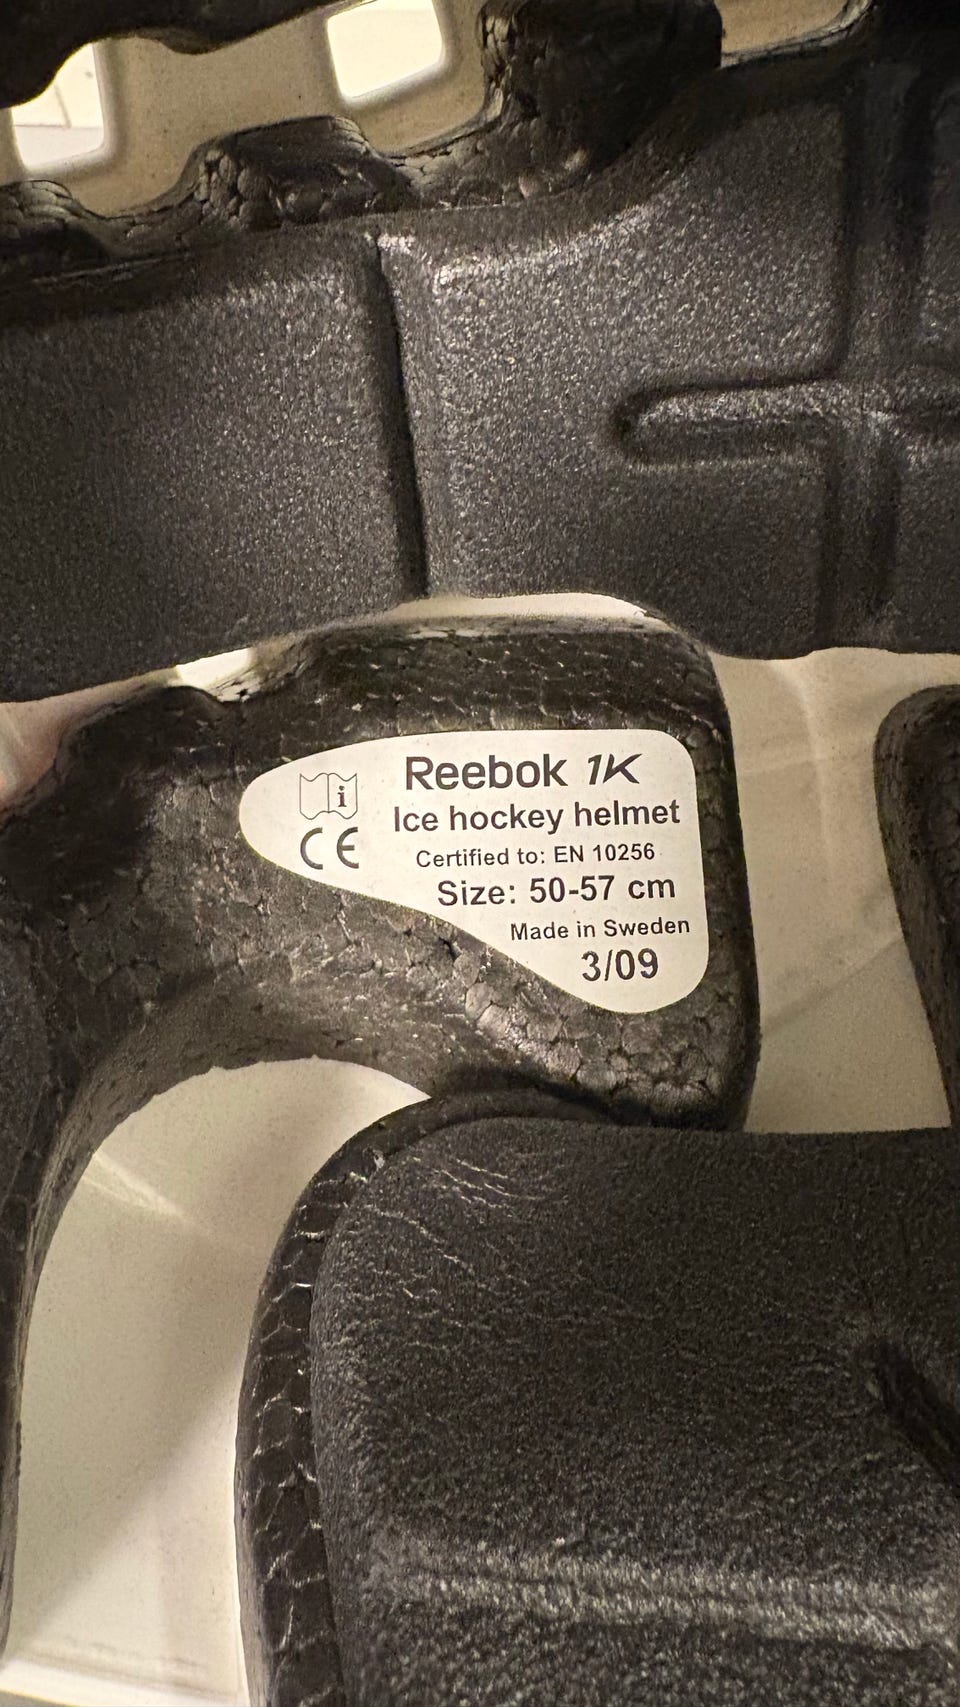 Reebok 1K
Ice hockey helmet
Certified to: EN 10256
Size: 50-57 cm
Made in Sweden
3/09
i
CE